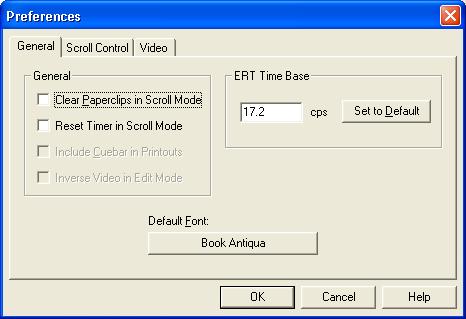 Preferences
General Scroll Control Video
General
Clear Paperclips in Scroll Mode
Reset Timer in Scroll Mode
Include Cuebar in Printouts
Inverse Video in Edit Mode
ERT Time Base
17.2 cps Set to Default
Default Font:
Book Antiqua
OK Cancel Help